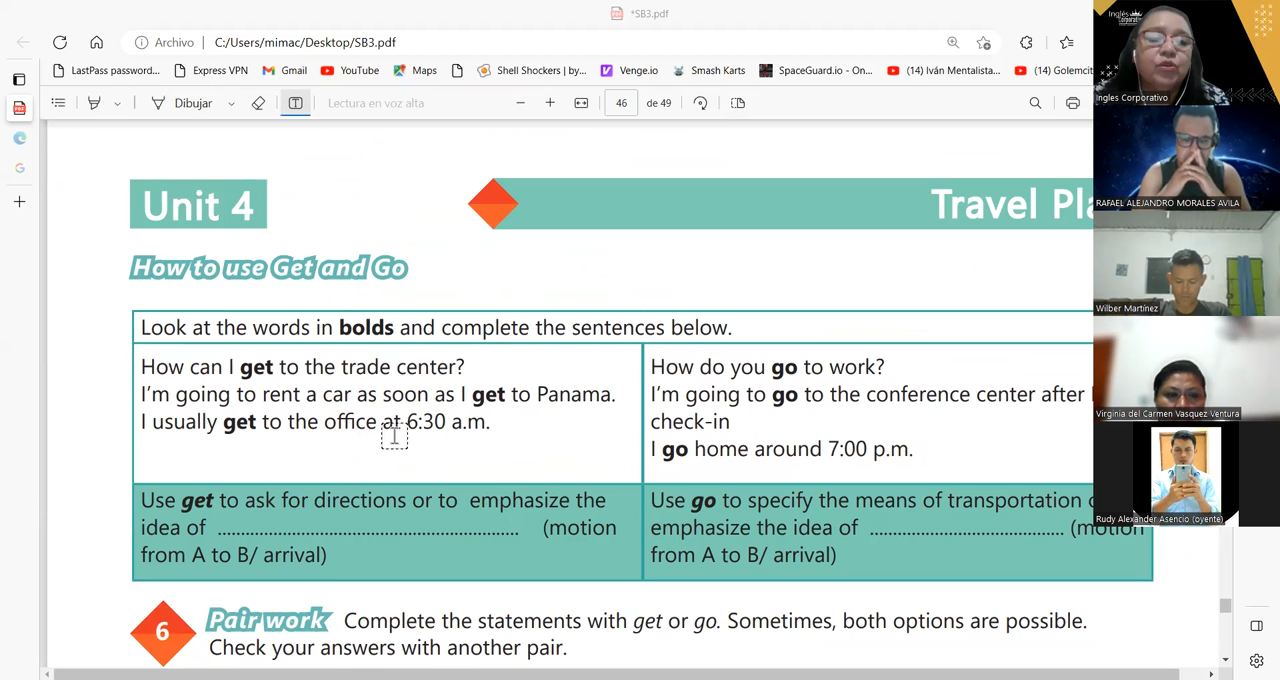 *SB3.pdf
Archivo | C:/Users/mimac/Desktop/SB3.pdf
LastPass password... Express VPN Gmail YouTube Maps Shell Shockers | by... Venge.io Smash Karts SpaceGuard.io - On... (14) Iván Mentalista... (14) Golemcit
Dibujar Lectura en voz alta 46 de 49
Unit 4
Travel Pl
How to use Get and Go
Look at the words in bolds and complete the sentences below.
How can I get to the trade center?
I'm going to rent a car as soon as I get to Panama.
I usually get to the office at 6:30 a.m.
How do you go to work?
I'm going to go to the conference center after
check-in
I go home around 7:00 p.m.
Use get to ask for directions or to emphasize the
idea of ........................................................... (motion
from A to B/ arrival)
Use go to specify the means of transportation
emphasize the idea of ...................................... (motion
from A to B/ arrival)
6
Pair work Complete the statements with get or go. Sometimes, both options are possible.
Check your answers with another pair.
Inglés
Corporativo
Ingles Corporativo
RAFAEL ALEJANDRO MORALES AVILA
Wilber Martínez
Virginia del Carmen Vasquez Ventura
Rudy Alexander Asencio (oyente)